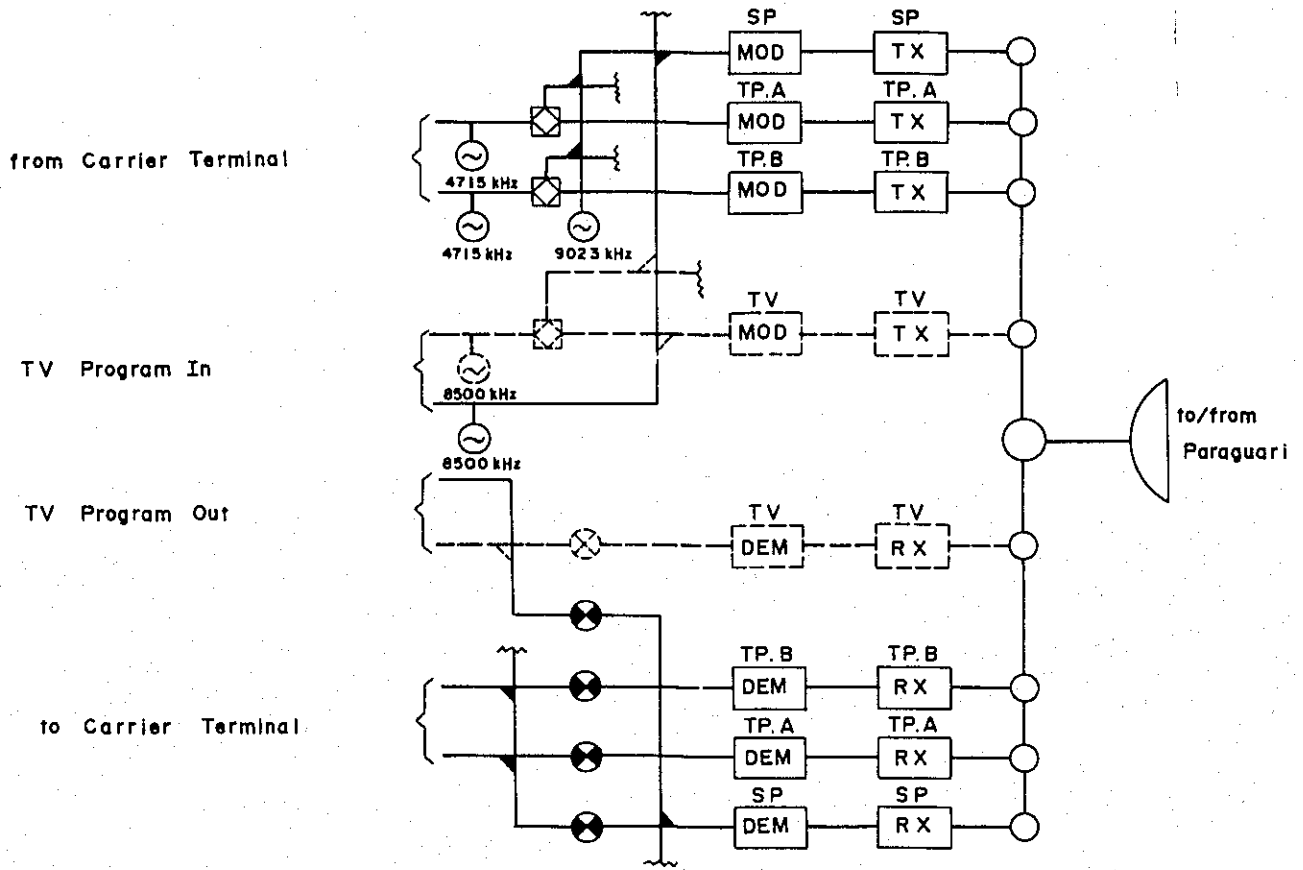 SP SP
MOD TX
TP.A TP.A
MOD TX
from Carrier Terminal
4715 kHz
TP.B TP.B
MOD TX
4715 kHz 9023 kHz
TV TV
MOD TX
TV Program In
8500 kHz
8500 kHz
to/from
Paraguari
TV Program Out
TV TV
DEM RX
TP.B TP.B
DEM RX
to Carrier Terminal
TP.A TP.A
DEM RX
SP SP
DEM RX